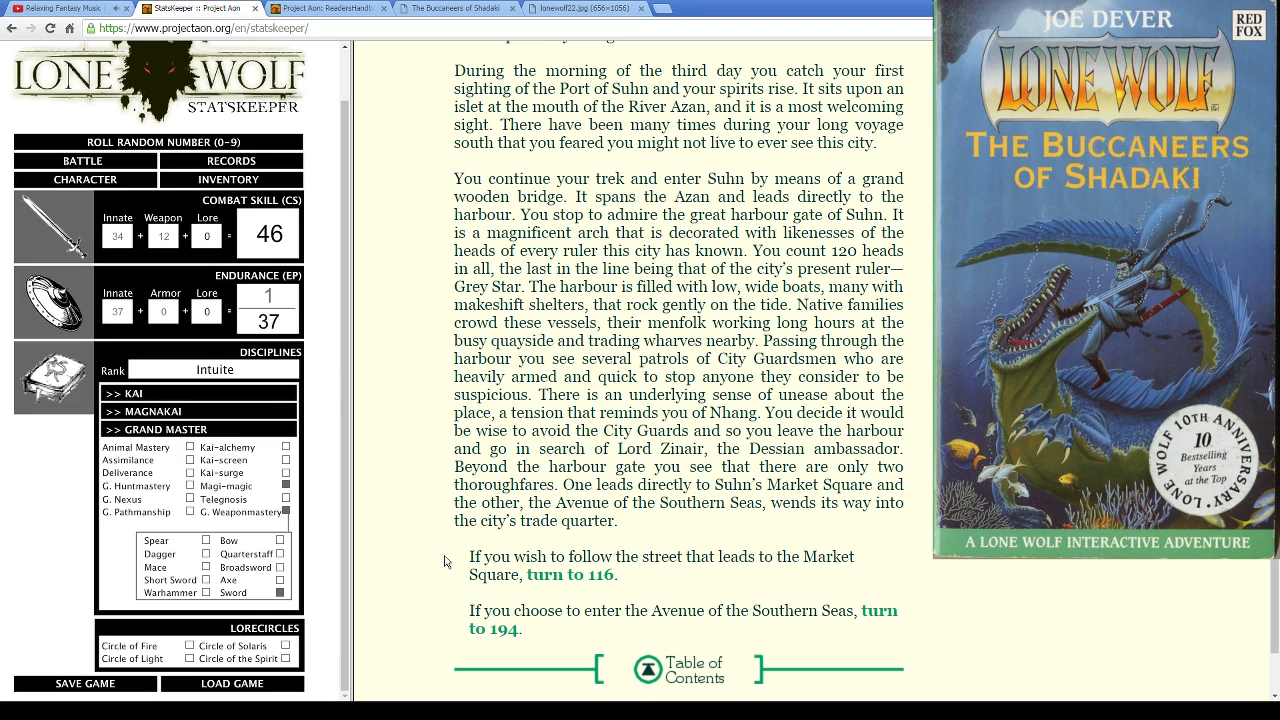 Relaxing Fantasy Music
StatsKeeper :: Project Aon
Project Aon: ReadersHandb
The Buccaneers of Shadaki
lonewolf22.jpg (656×1056)
https://www.projectaon.org/en/statskeeper/
LONE WOLF
STATSKEEPER
ROLL RANDOM NUMBER (0-9)
BATTLE
RECORDS
CHARACTER
INVENTORY
COMBAT SKILL (CS)
Innate Weapon Lore
34 + 12 + 0 = 46
ENDURANCE (EP)
Innate Armor Lore
1
37 + 0 + 0 =
37
DISCIPLINES
Rank Intuite
>> KAI
>> MAGNAKAI
>> GRAND MASTER
Animal Mastery Kai-alchemy
Assimilance Kai-screen
Deliverance Kai-surge
G. Huntmastery Magi-magic
G. Nexus Telegnosis
G. Pathmanship G. Weaponmastery
Spear Bow
Dagger Quarterstaff
Mace Broadsword
Short Sword Axe
Warhammer Sword
LORECIRCLES
Circle of Fire Circle of Solaris
Circle of Light Circle of the Spirit
SAVE GAME
LOAD GAME
During the morning of the third day you catch your first
sighting of the Port of Suhn and your spirits rise. It sits upon an
islet at the mouth of the River Azan, and it is a most welcoming
sight. There have been many times during your long voyage
south that you feared you might not live to ever see this city.
You continue your trek and enter Suhn by means of a grand
wooden bridge. It spans the Azan and leads directly to the
harbour. You stop to admire the great harbour gate of Suhn. It
is a magnificent arch that is decorated with likenesses of the
heads of every ruler this city has known. You count 120 heads
in all, the last in the line being that of the city's present ruler—
Grey Star. The harbour is filled with low, wide boats, many with
makeshift shelters, that rock gently on the tide. Native families
crowd these vessels, their menfolk working long hours at the
busy quayside and trading wharves nearby. Passing through the
harbour you see several patrols of City Guardsmen who are
heavily armed and quick to stop anyone they consider to be
suspicious. There is an underlying sense of unease about the
place, a tension that reminds you of Nhang. You decide it would
be wise to avoid the City Guards and so you leave the harbour
and go in search of Lord Zinair, the Dessian ambassador.
Beyond the harbour gate you see that there are only two
thoroughfares. One leads directly to Suhn's Market Square and
the other, the Avenue of the Southern Seas, wends its way into
the city's trade quarter.
If you wish to follow the street that leads to the Market
Square, turn to 116.
If you choose to enter the Avenue of the Southern Seas, turn
to 194.
Table of
Contents
JOE DEVER
RED
FOX
LONE WOLF
THE BUCCANEERS
OF SHADAKI
LONE WOLF 10TH ANNIVERSARY
10
Bestselling
Years
at the Top
A LONE WOLF INTERACTIVE ADVENTURE